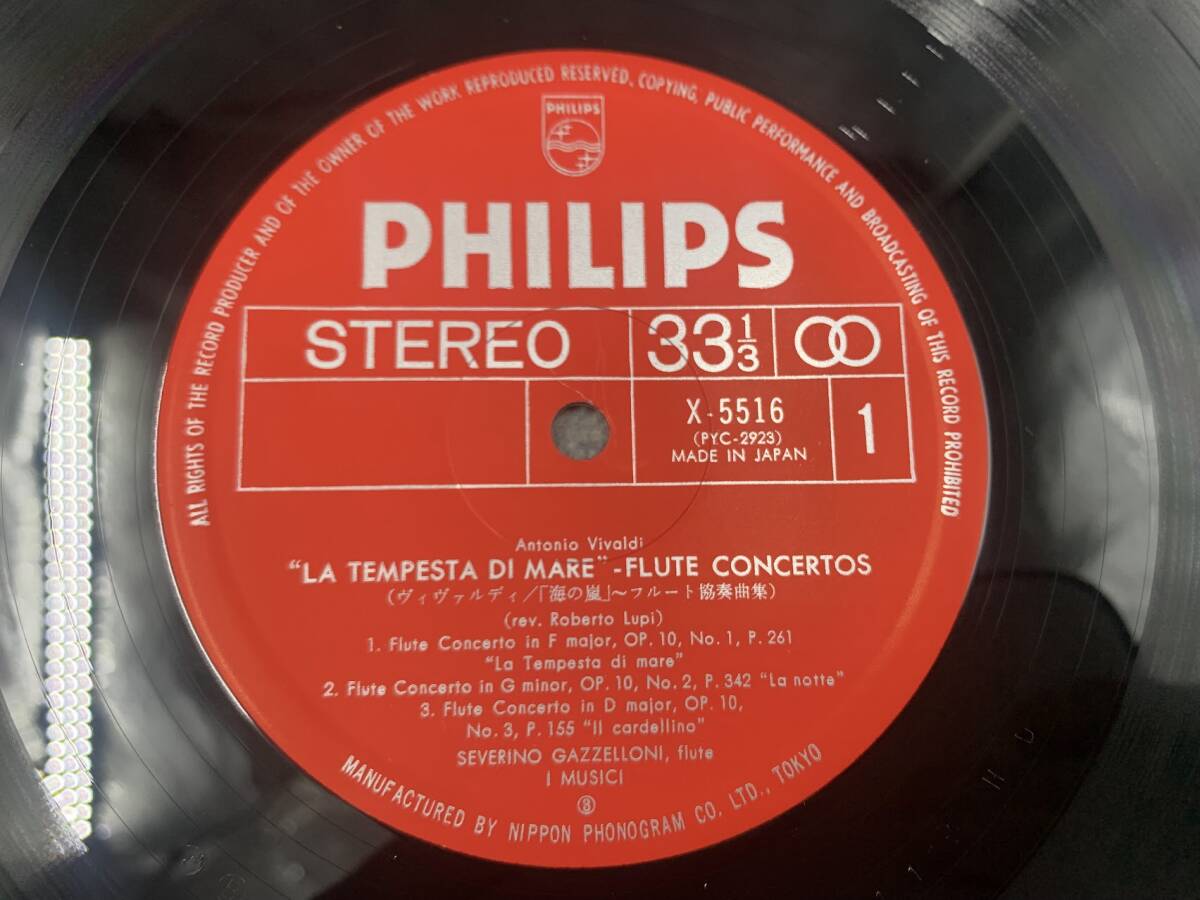 ALL RIGHTS OF THE RECORD PRODUCER AND OF THE OWNER OF THE WORK REPRODUCED RESERVED. COPYING, PUBLIC PERFORMANCE AND BROADCASTING OF THIS RECORD PROHIBITED
PHILIPS
PHILIPS
STEREO 33 1/3
X-5516
(PYC-2923)
MADE IN JAPAN
1
Antonio Vivaldi
"LA TEMPESTA DI MARE"-FLUTE CONCERTOS
(ヴィヴァルディ/「海の嵐」~フルート協奏曲集)
(rev. Roberto Lupi)
1. Flute Concerto in F major, OP. 10, No. 1, P. 261
"La Tempesta di mare"
2. Flute Concerto in G minor, OP. 10, No. 2, P. 342 "La notte"
3. Flute Concerto in D major, OP. 10,
No. 3, P. 155 "Il cardellino"
SEVERINO GAZZELLONI, flute
I MUSICI
MANUFACTURED BY NIPPON PHONOGRAM CO. LTD., TOKYO